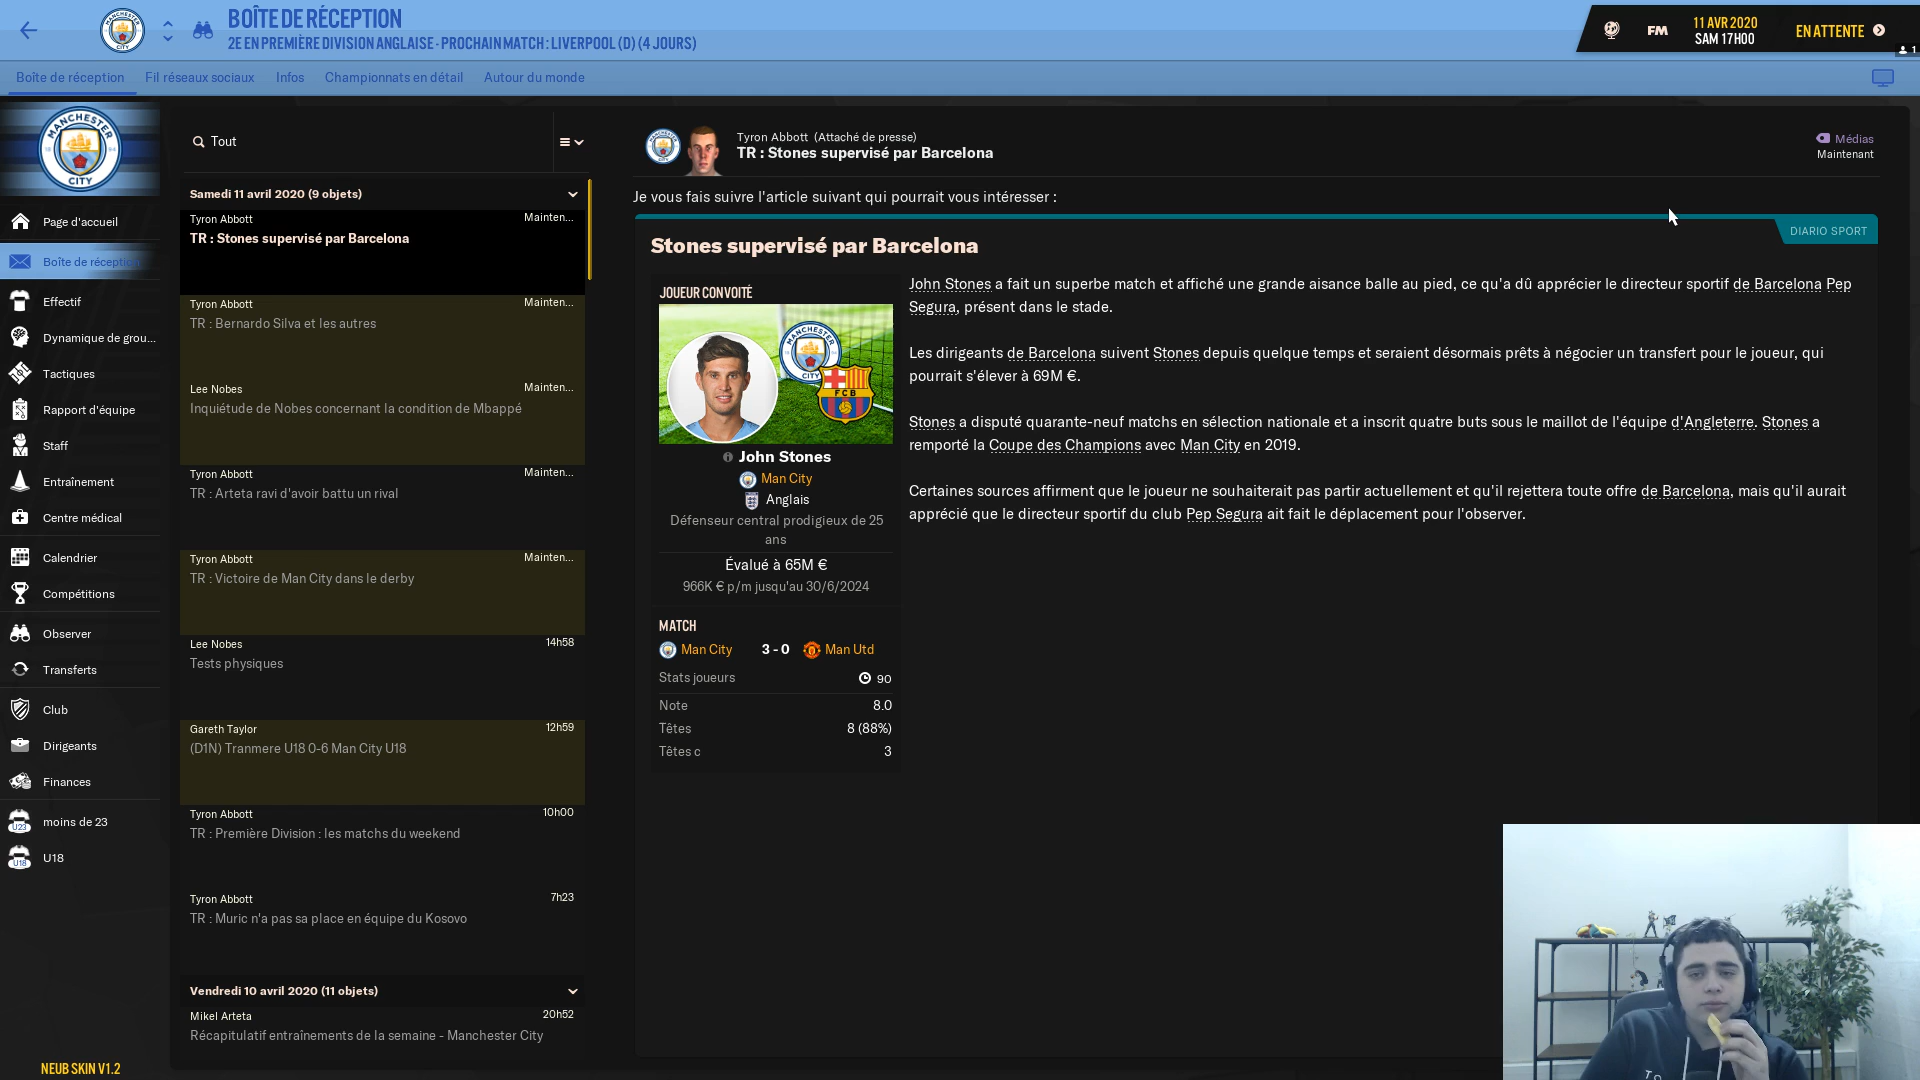 BOÎTE DE RÉCEPTION
2E EN PREMIÈRE DIVISION ANGLAISE · PROCHAIN MATCH : LIVERPOOL (D) (4 JOURS)
FM
11 AVR 2020
SAM 17H00
EN ATTENTE
1
Boîte de réception
Fil réseaux sociaux
Infos
Championnats en détail
Autour du monde
MANCHESTER
18 94
CITY
Page d'accueil
Boîte de réception
Effectif
Dynamique de grou...
Tactiques
Rapport d'équipe
Staff
Entraînement
Centre médical
Calendrier
Compétitions
Observer
Transferts
Club
Dirigeants
Finances
U23
moins de 23
U18
U18
NEUB SKIN V1.2
Tout
Samedi 11 avril 2020 (9 objets)
Tyron Abbott
Mainten...
TR : Stones supervisé par Barcelona
Tyron Abbott
Mainten...
TR : Bernardo Silva et les autres
Lee Nobes
Mainten...
Inquiétude de Nobes concernant la condition de Mbappé
Tyron Abbott
Mainten...
TR : Arteta ravi d'avoir battu un rival
Tyron Abbott
Mainten...
TR : Victoire de Man City dans le derby
Lee Nobes
14h58
Tests physiques
Gareth Taylor
12h59
(D1N) Tranmere U18 0-6 Man City U18
Tyron Abbott
10h00
TR : Première Division : les matchs du weekend
Tyron Abbott
7h23
TR : Muric n'a pas sa place en équipe du Kosovo
Vendredi 10 avril 2020 (11 objets)
Mikel Arteta
20h52
Récapitulatif entraînements de la semaine - Manchester City
Tyron Abbott (Attaché de presse)
TR : Stones supervisé par Barcelona
Médias
Maintenant
Je vous fais suivre l'article suivant qui pourrait vous intéresser :
DIARIO SPORT
Stones supervisé par Barcelona
JOUEUR CONVOITÉ
MANCHESTER
CITY
FCB
John Stones
Man City
Anglais
Défenseur central prodigieux de 25
ans
Évalué à 65M €
966K € p/m jusqu'au 30/6/2024
MATCH
Man City 3 - 0 Man Utd
Stats joueurs 90
Note 8.0
Têtes 8 (88%)
Têtes c 3
John Stones a fait un superbe match et affiché une grande aisance balle au pied, ce qu'a dû apprécier le directeur sportif de Barcelona Pep
Segura, présent dans le stade.
Les dirigeants de Barcelona suivent Stones depuis quelque temps et seraient désormais prêts à négocier un transfert pour le joueur, qui
pourrait s'élever à 69M €.
Stones a disputé quarante-neuf matchs en sélection nationale et a inscrit quatre buts sous le maillot de l'équipe d'Angleterre. Stones a
remporté la Coupe des Champions avec Man City en 2019.
Certaines sources affirment que le joueur ne souhaiterait pas partir actuellement et qu'il rejettera toute offre de Barcelona, mais qu'il aurait
apprécié que le directeur sportif du club Pep Segura ait fait le déplacement pour l'observer.